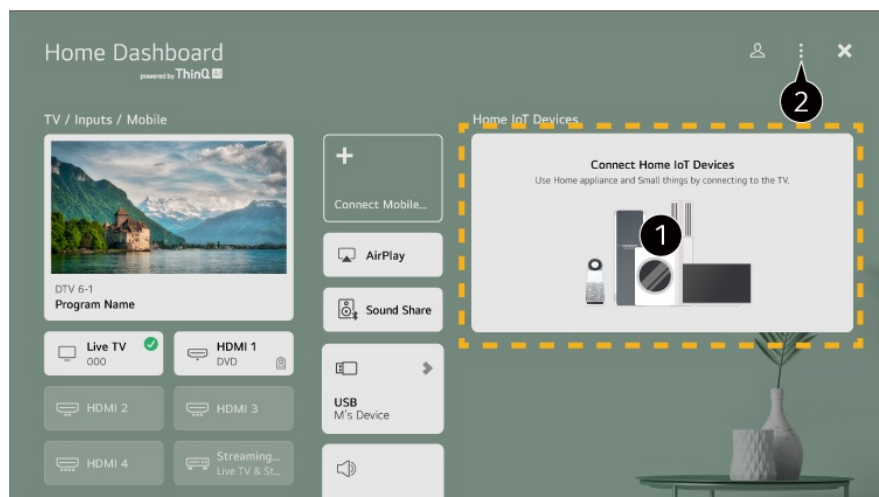 Home Dashboard
powered by ThinQ AI
2
TV / Inputs / Mobile
Home IoT Devices
DTV 6-1
Program Name
Live TV
000
HDMI 1
DVD
HDMI 2
HDMI 3
HDMI 4
Streaming...
Live TV & St...
+
Connect Mobile...
AirPlay
Sound Share
USB
M's Device
Connect Home IoT Devices
Use Home appliance and Small things by connecting to the TV.
1